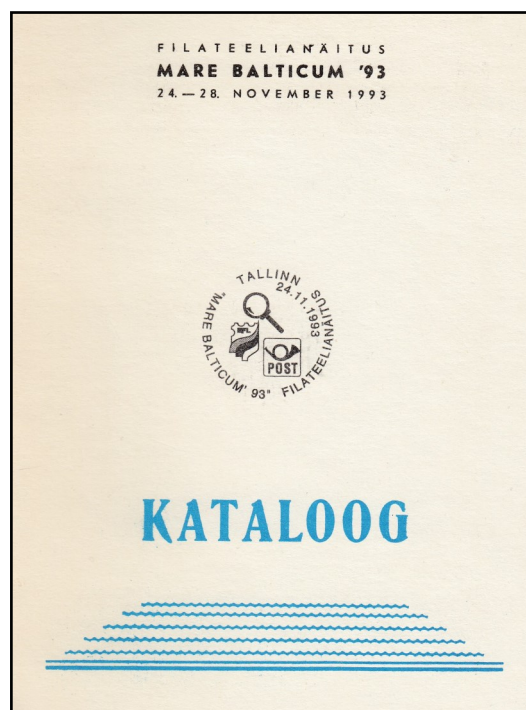 FILATEELIANÄITUS
MARE BALTICUM '93
24.—28. NOVEMBER 1993
TALLINN
24.11.1993
"MARE BALTICUM' 93" FILATEELIANÄITUS
POST
KATALOOG